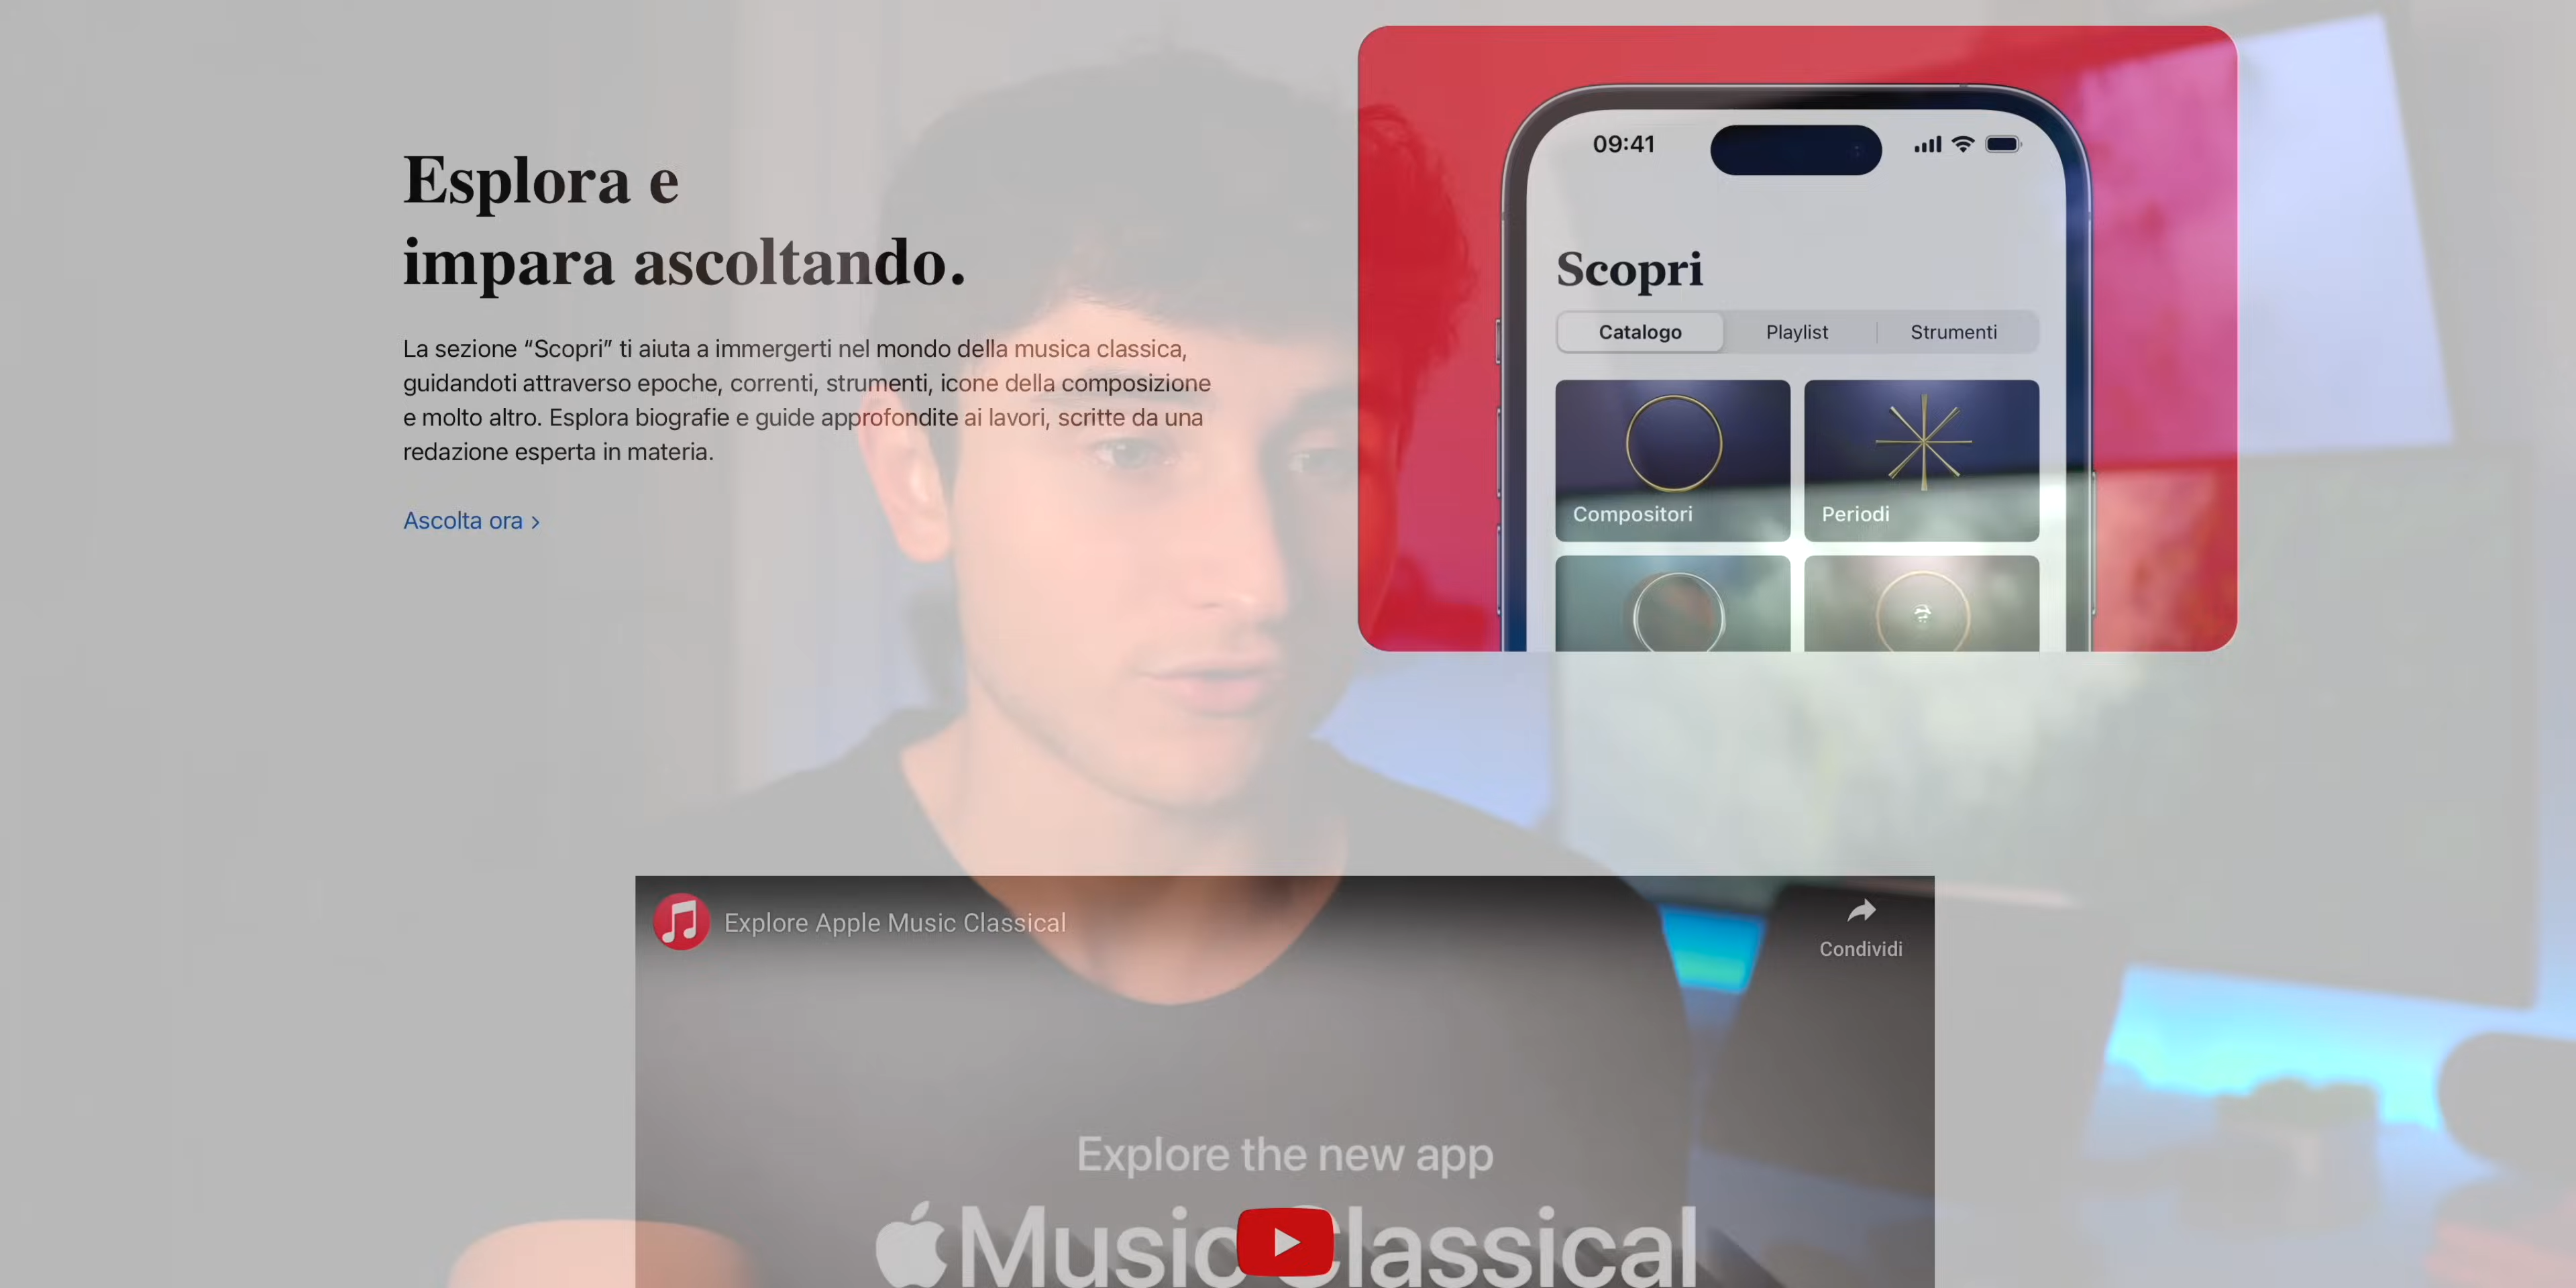 Esplora e
impara ascoltando.
La sezione “Scopri” ti aiuta a immergerti nel mondo della musica classica,
guidandoti attraverso epoche, correnti, strumenti, icone della composizione
e molto altro. Esplora biografie e guide approfondite ai lavori, scritte da una
redazione esperta in materia.
Ascolta ora ›
09:41
Scopri
Catalogo Playlist Strumenti
Compositori Periodi
Explore Apple Music Classical
Condividi
Explore the new app
Music Classical